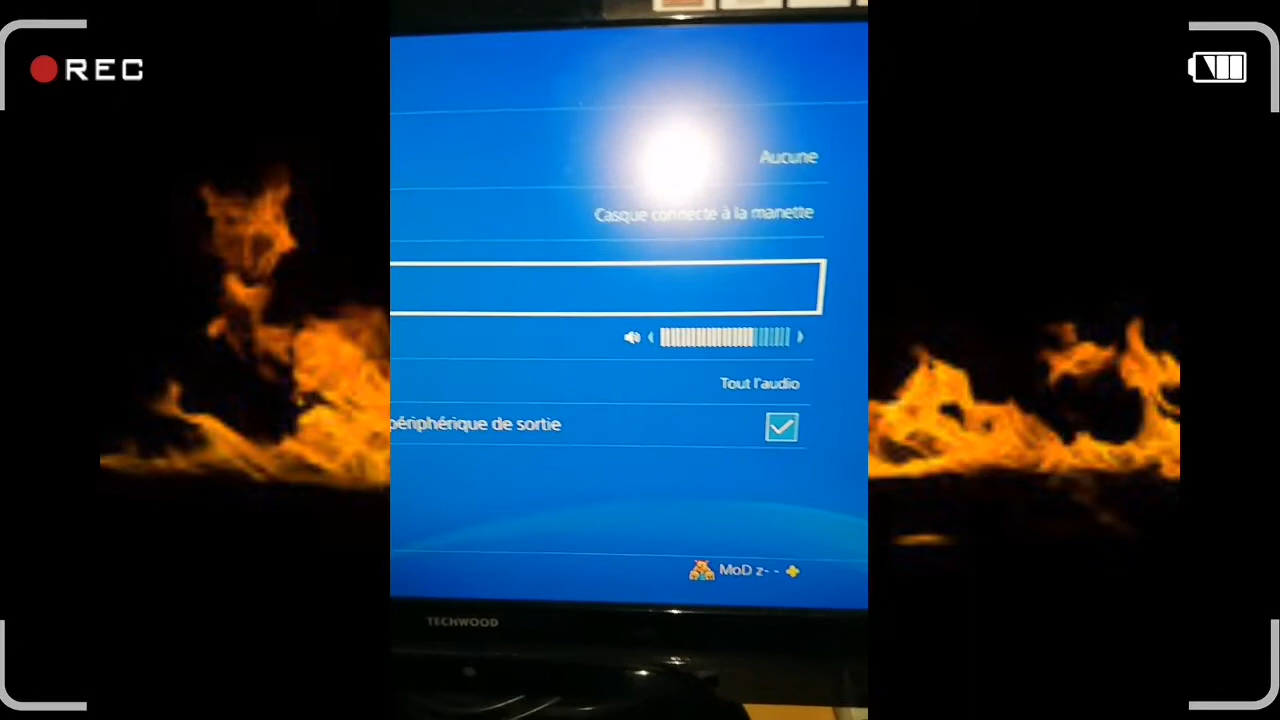 REC
Aucune
Casque connecte à la manette
Tout l'audio
périphérique de sortie
MoD z- -
TECHWOOD